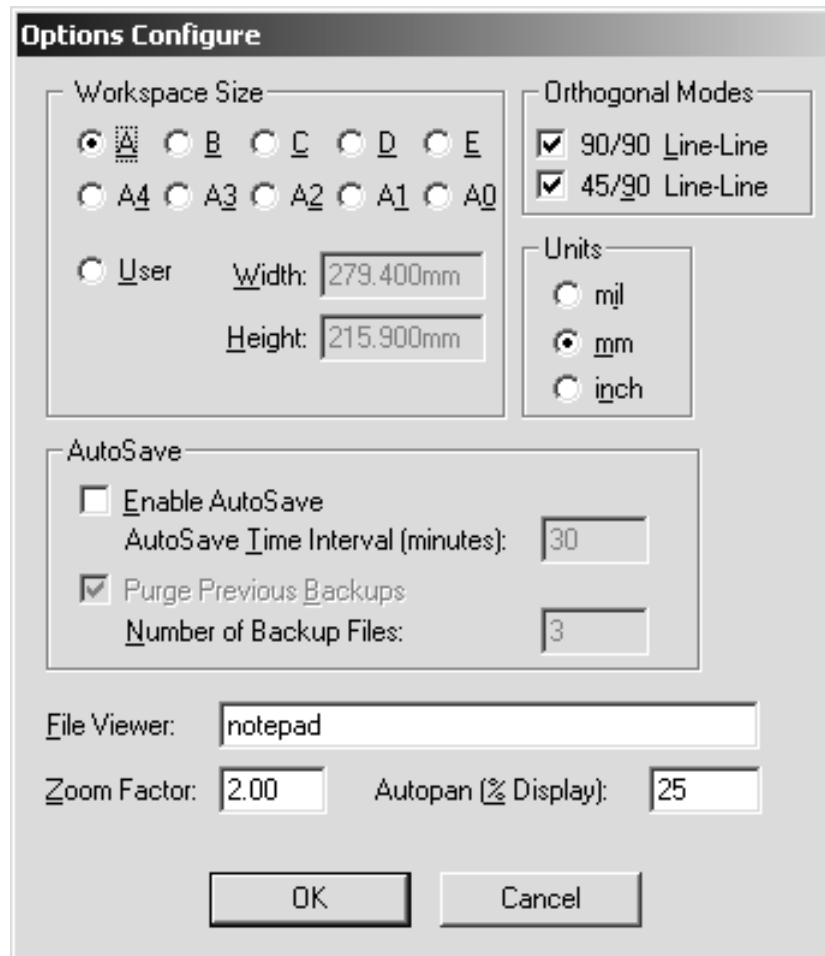 Options Configure
Workspace Size
A B C D E
A4 A3 A2 A1 A0
User Width: 279.400mm
Height: 215.900mm
Orthogonal Modes
90/90 Line-Line
45/90 Line-Line
Units
mil
mm
inch
AutoSave
Enable AutoSave
AutoSave Time Interval (minutes): 30
Purge Previous Backups
Number of Backup Files: 3
File Viewer: notepad
Zoom Factor: 2.00 Autopan (% Display): 25
OK Cancel